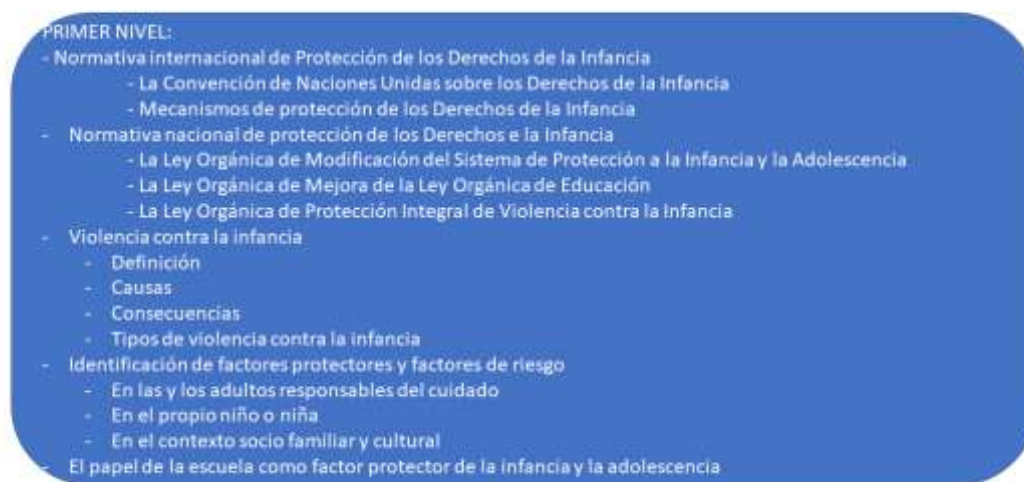 PRIMER NIVEL:
- Normativa internacional de Protección de los Derechos de la Infancia
- La Convención de Naciones Unidas sobre los Derechos de la Infancia
- Mecanismos de protección de los Derechos de la Infancia
- Normativa nacional de protección de los Derechos e la Infancia
- La Ley Orgánica de Modificación del Sistema de Protección a la Infancia y la Adolescencia
- La Ley Orgánica de Mejora de la Ley Orgánica de Educación
- La Ley Orgánica de Protección Integral de Violencia contra la Infancia
- Violencia contra la infancia
- Definición
- Causas
- Consecuencias
- Tipos de violencia contra la infancia
- Identificación de factores protectores y factores de riesgo
- En las y los adultos responsables del cuidado
- En el propio niño o niña
- En el contexto socio familiar y cultural
- El papel de la escuela como factor protector de la infancia y la adolescencia